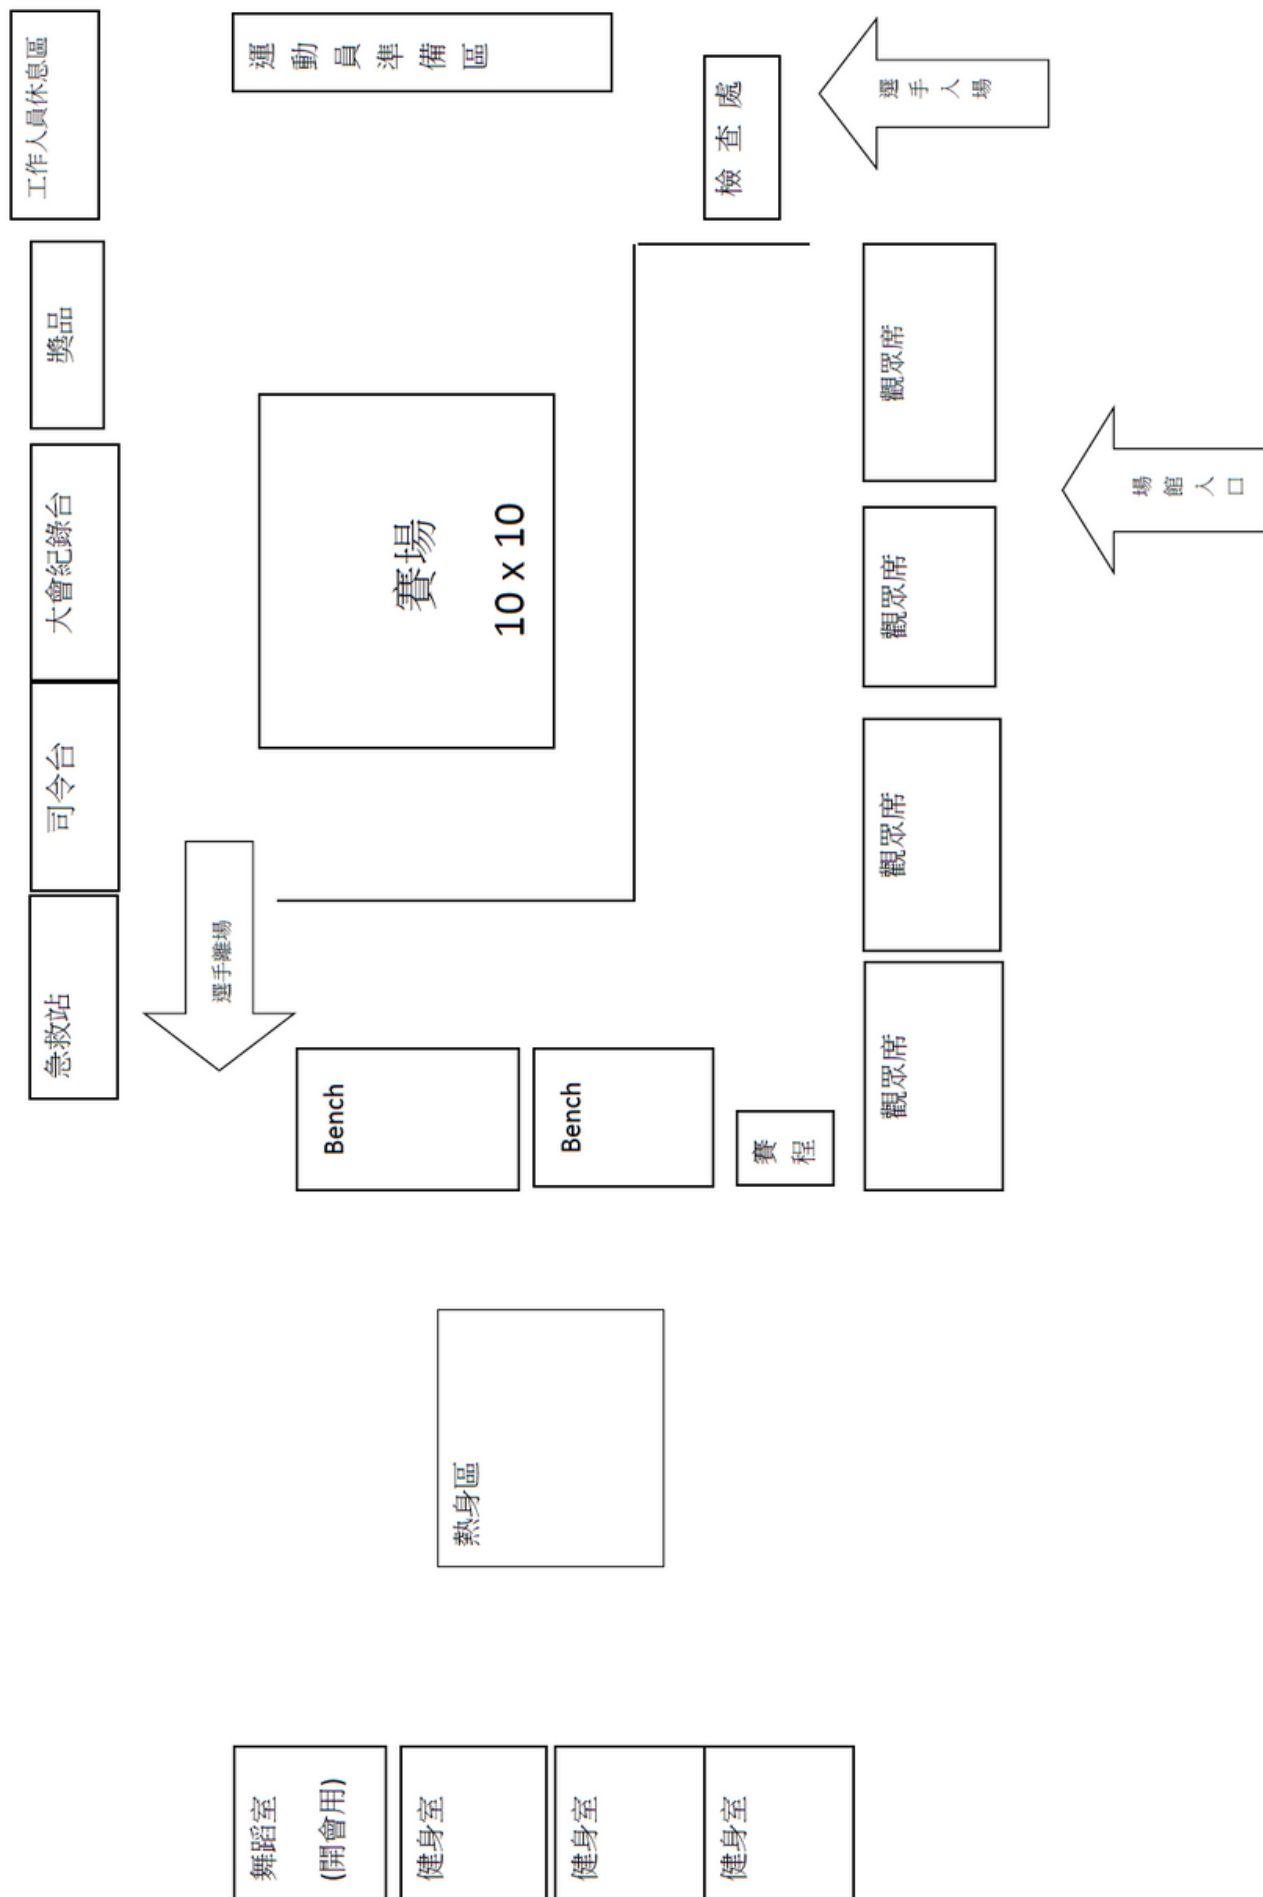 急救站
司令台
大會紀錄台
獎品
工作人員休息區
舞蹈室
(開會用)
選手離場
運動員準備區
健身室
Bench
賽場
10 x 10
熱身區
健身室
Bench
健身室
賽程
檢查處
觀眾席
觀眾席
觀眾席
觀眾席
選手入場
場館入口